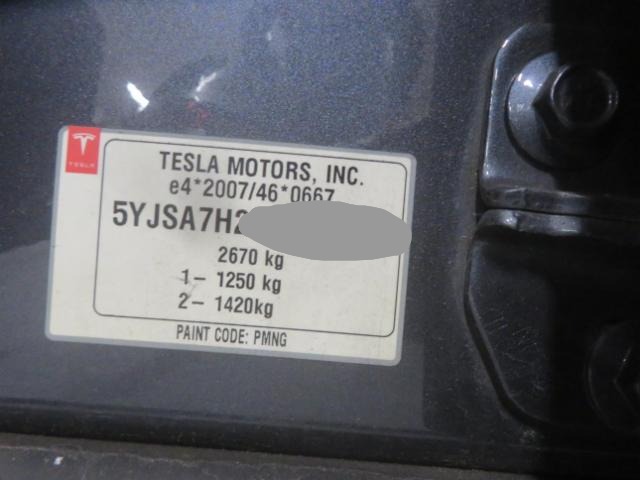 TESLA
TESLA MOTORS, INC.
e4*2007/46*0667
5YJSA7H2
2670 kg
1– 1250 kg
2– 1420kg
PAINT CODE: PMNG